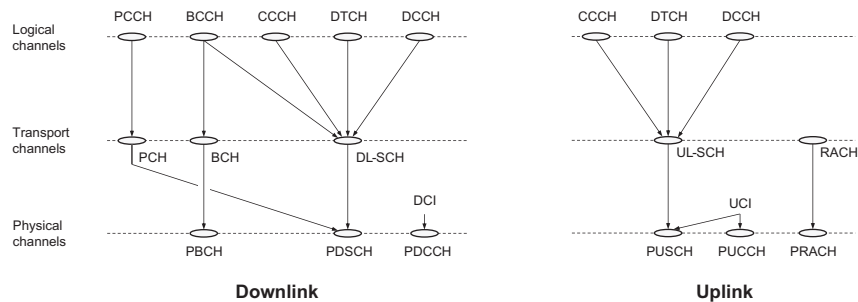 PCCH BCCH CCCH DTCH DCCH CCCH DTCH DCCH
Logical
channels
Transport
channels
PCH BCH DL-SCH UL-SCH RACH
DCI UCI
Physical
channels
PBCH PDSCH PDCCH PUSCH PUCCH PRACH
Downlink Uplink